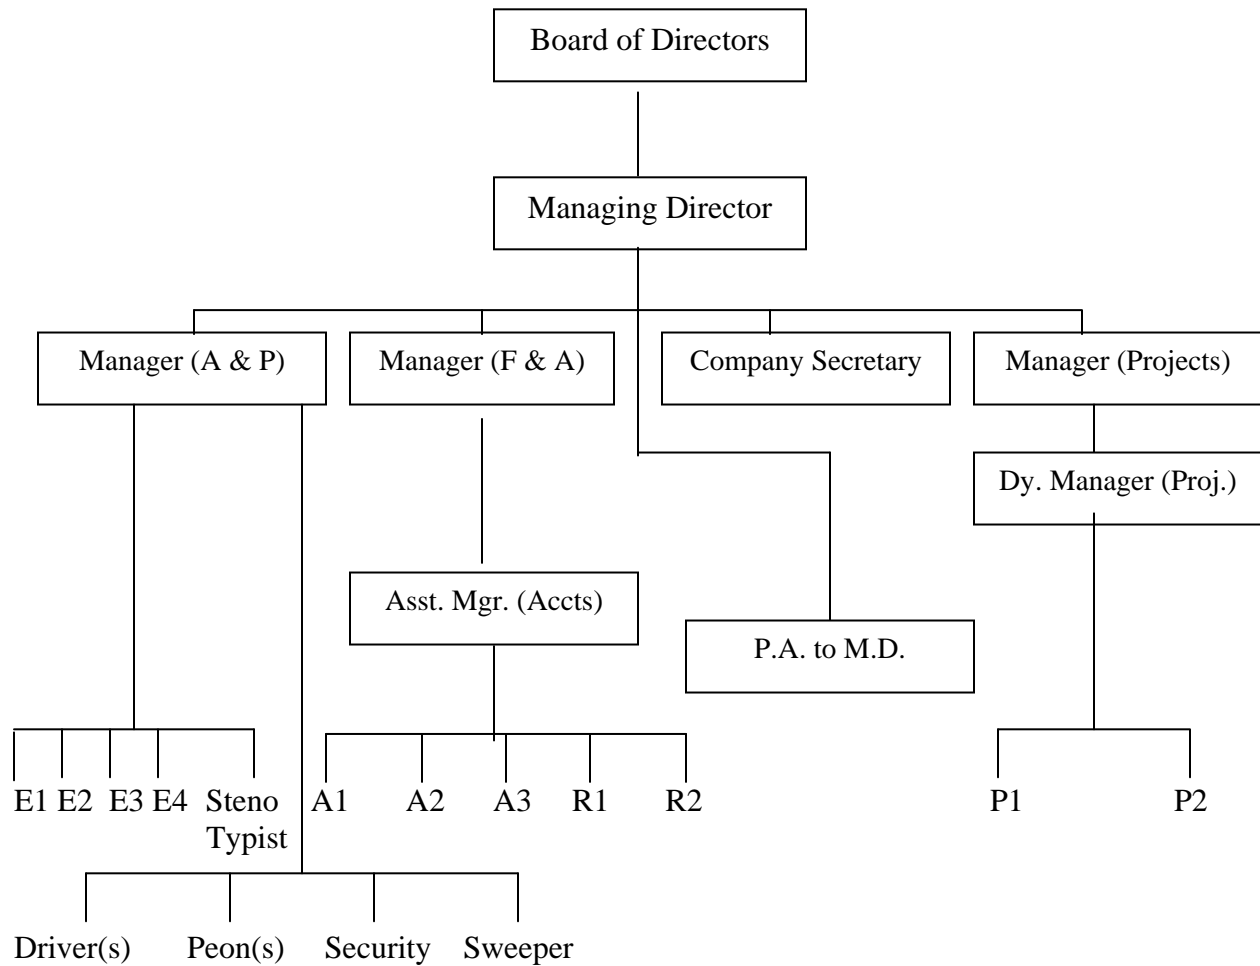 Board of Directors
Managing Director
Manager (A & P)
Manager (F & A)
Company Secretary
Manager (Projects)
Dy. Manager (Proj.)
Asst. Mgr. (Accts)
P.A. to M.D.
E1 E2 E3 E4 Steno
Typist
A1 A2 A3 R1 R2
P1 P2
Driver(s) Peon(s) Security Sweeper